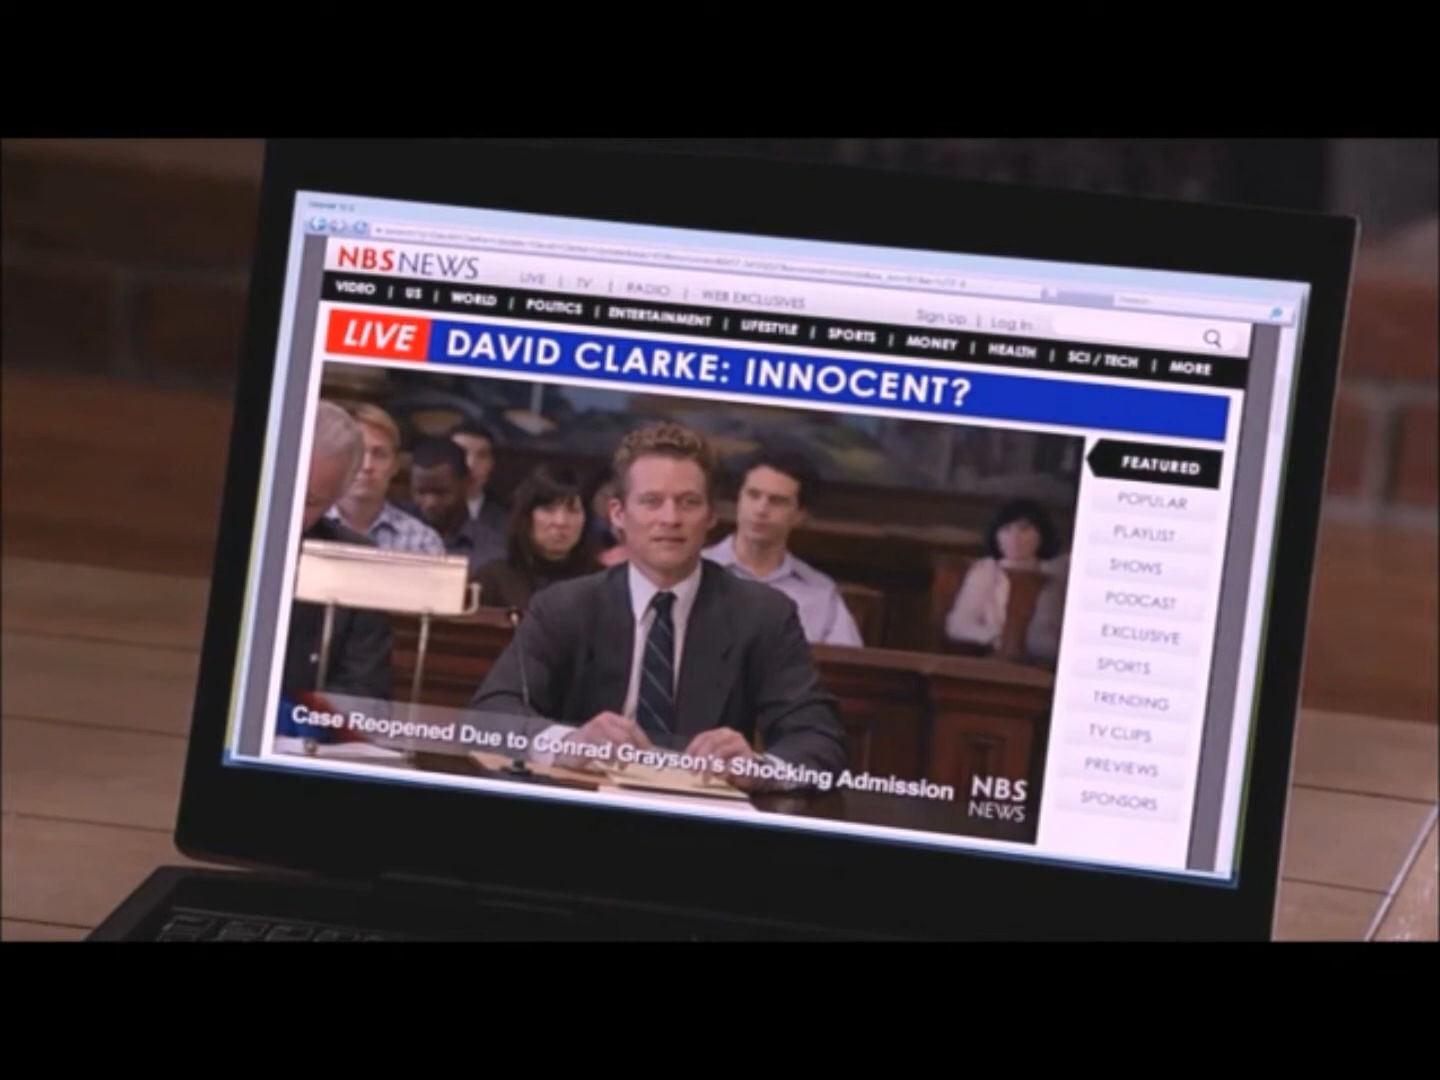 NBSNEWS
LIVE | TV | RADIO | WEB EXCLUSIVES
Sign Up | Log In
VIDEO | US | WORLD | POLITICS | ENTERTAINMENT | LIFESTYLE | SPORTS | MONEY | HEALTH | SCI / TECH | MORE
LIVE DAVID CLARKE: INNOCENT?
FEATURED
POPULAR
PLAYLIST
SHOWS
PODCAST
EXCLUSIVE
SPORTS
TRENDING
TV CLIPS
PREVIEWS
SPONSORS
Case Reopened Due to Conrad Grayson's Shocking Admission
NBS
NEWS